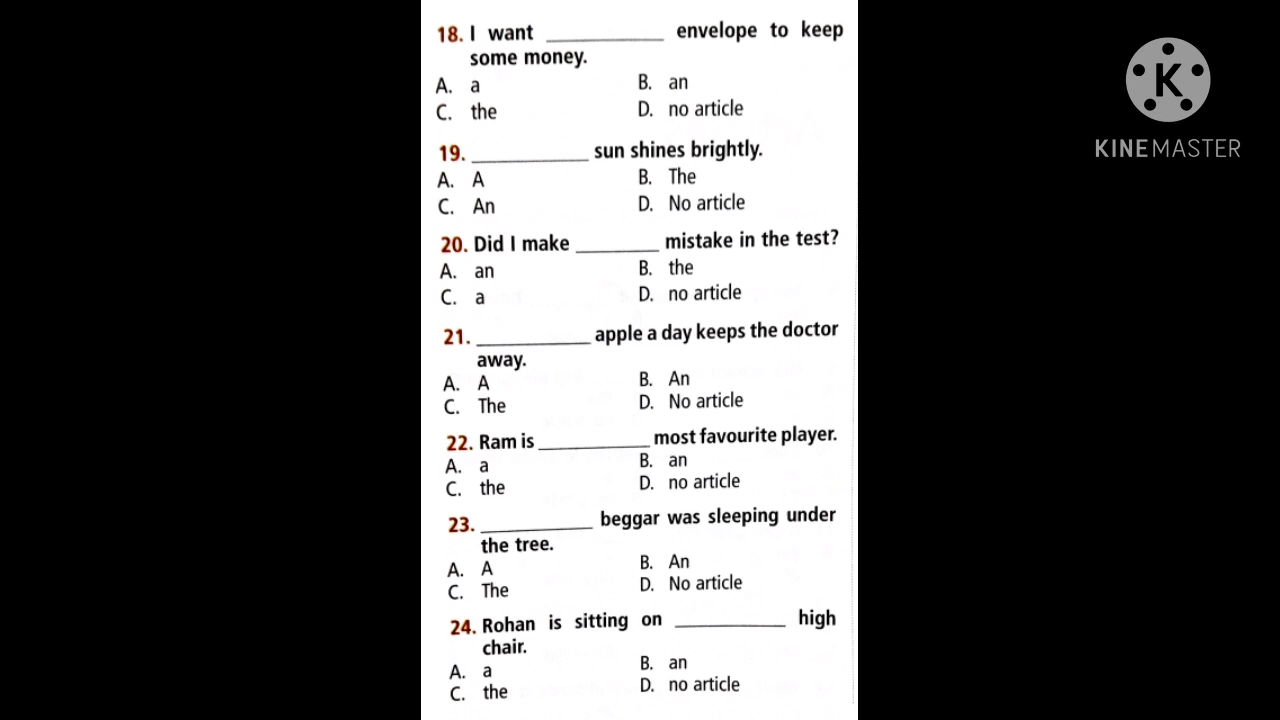 18. I want __________ envelope to keep
some money.
A. a B. an
C. the D. no article
19. __________ sun shines brightly.
A. A B. The
C. An D. No article
20. Did I make _______ mistake in the test?
A. an B. the
C. a D. no article
21. __________ apple a day keeps the doctor
away.
A. A B. An
C. The D. No article
22. Ram is __________ most favourite player.
A. a B. an
C. the D. no article
23. __________ beggar was sleeping under
the tree.
A. A B. An
C. The D. No article
24. Rohan is sitting on __________ high
chair.
A. a B. an
C. the D. no article
K
KINEMASTER